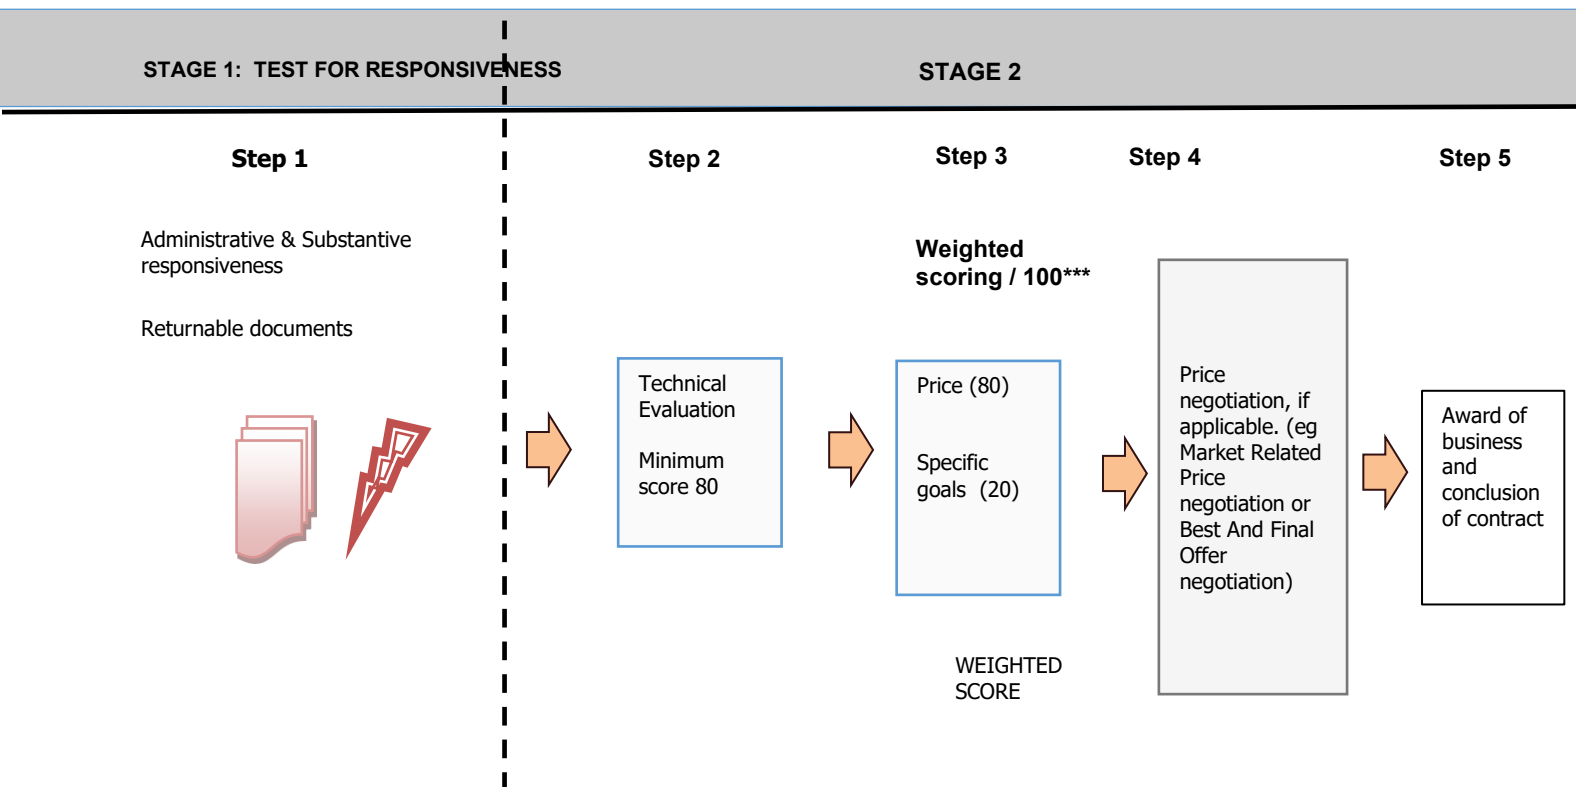 STAGE 1:  TEST FOR RESPONSIVENESS
STAGE 2
Step 1
Step 2
Step 3
Step 4
Step 5
Administrative & Substantive
responsiveness
Returnable documents
Technical
Evaluation
Minimum
score 80
Weighted
scoring / 100***
Price (80)
Specific
goals  (20)
WEIGHTED
SCORE
Price
negotiation, if
applicable. (eg
Market Related
Price
negotiation or
Best And Final
Offer
negotiation)
Award of
business
and
conclusion
of contract